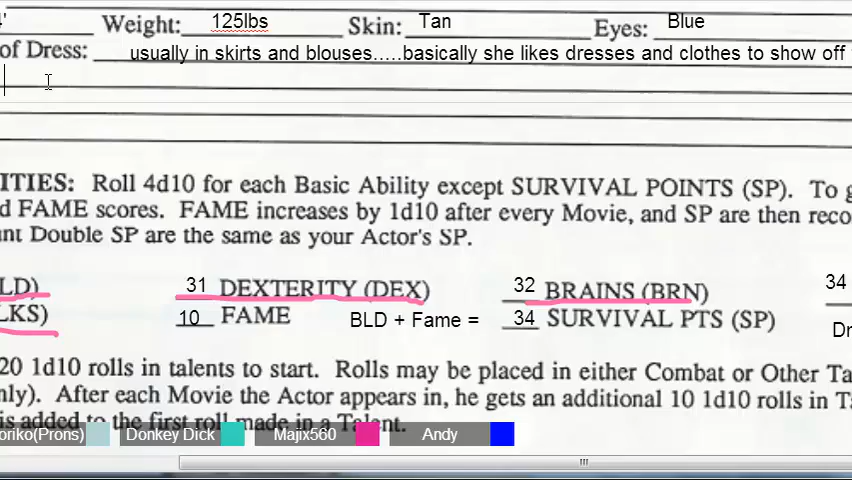 4' Weight: 125lbs Skin: Tan Eyes: Blue
of Dress: usually in skirts and blouses.....basically she likes dresses and clothes to show off
ITIES: Roll 4d10 for each Basic Ability except SURVIVAL POINTS (SP). To g
d FAME scores. FAME increases by 1d10 after every Movie, and SP are then reco
unt Double SP are the same as your Actor's SP.
LD) 31 DEXTERITY (DEX) 32 BRAINS (BRN) 34
LKS) 10 FAME BLD + Fame = 34 SURVIVAL PTS (SP) Dr
20 1d10 rolls in talents to start. Rolls may be placed in either Combat or Other Ta
nly). After each Movie the Actor appears in, he gets an additional 10 1d10 rolls in Ta
is added to the first roll made in a Talent.
oriko(Prons) Donkey Dick Majix560 Andy